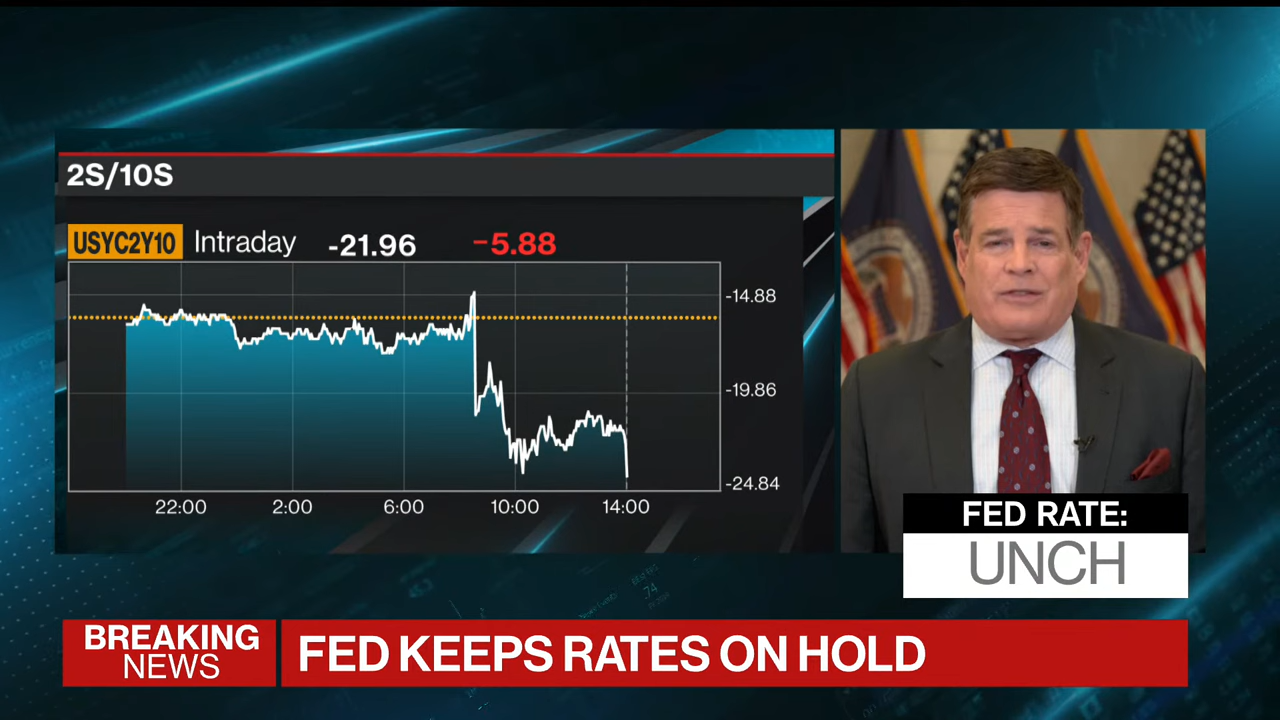 2S/10S
USYC2Y10 Intraday -21.96 -5.88
-14.88
-19.86
-24.84
22:00 2:00 6:00 10:00 14:00
FED RATE:
UNCH
BREAKING
NEWS
FED KEEPS RATES ON HOLD